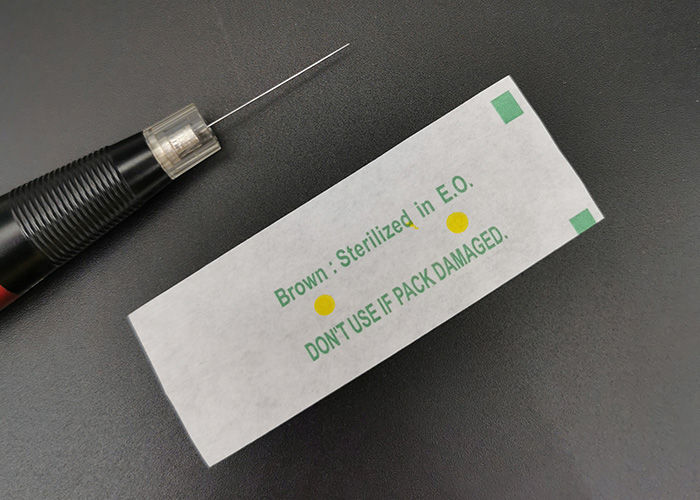 Brown : Sterilized in E.O.
DON'T USE IF PACK DAMAGED.